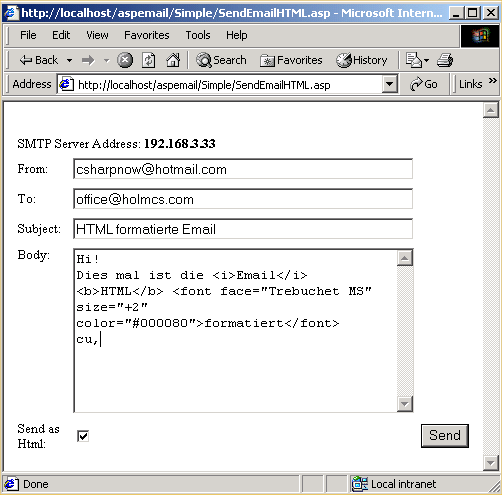 http://localhost/aspemail/Simple/SendEmailHTML.asp - Microsoft Intern...
File Edit View Favorites Tools Help
Back Search Favorites History
Address http://localhost/aspemail/Simple/SendEmailHTML.asp Go Links »
SMTP Server Address: 192.168.3.33
From: csharpnow@hotmail.com
To: office@holmcs.com
Subject: HTML formatierte Email
Body: Hi!
Dies mal ist die <i>Email</i>
<b>HTML</b> <font face="Trebuchet MS"
size="+2"
color="#000080">formatiert</font>
cu,
Send as
Html:
Send
Done Local intranet